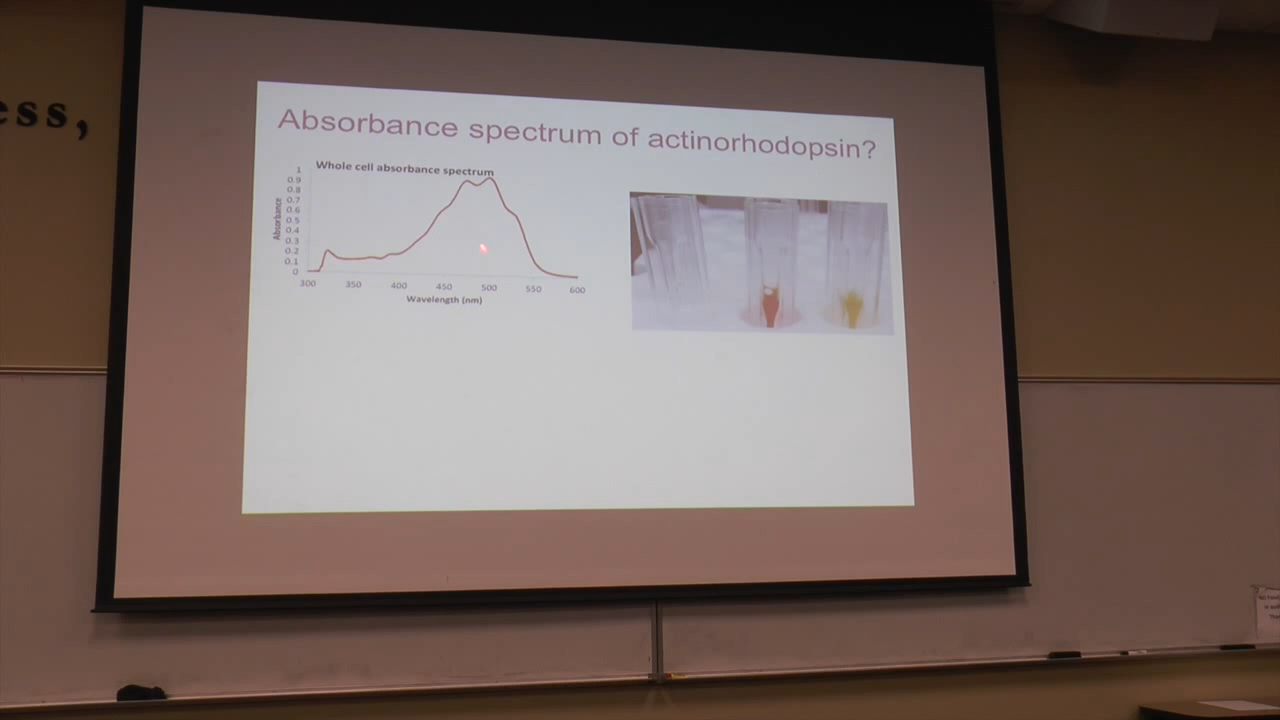 ess,
Absorbance spectrum of actinorhodopsin?
Whole cell absorbance spectrum
Absorbance
1
0.9
0.8
0.7
0.6
0.5
0.4
0.3
0.2
0.1
0
300 350 400 450 500 550 600
Wavelength (nm)